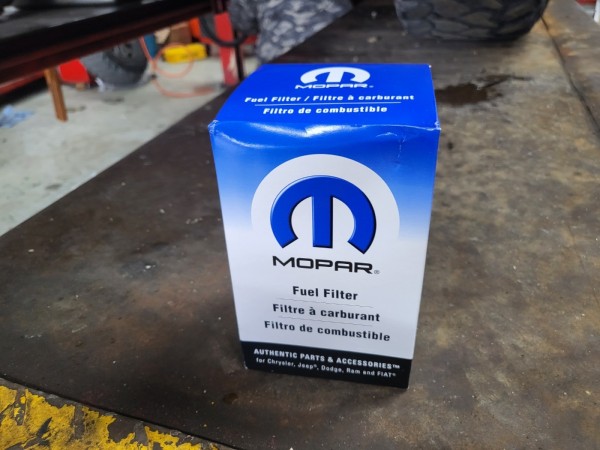 MOPAR®
Fuel Filter / Filtre à carburant
Filtro de combustible
MOPAR®
Fuel Filter
Filtre à carburant
Filtro de combustible
AUTHENTIC PARTS & ACCESSORIES™
for Chrysler, Jeep®, Dodge, Ram and FIAT®